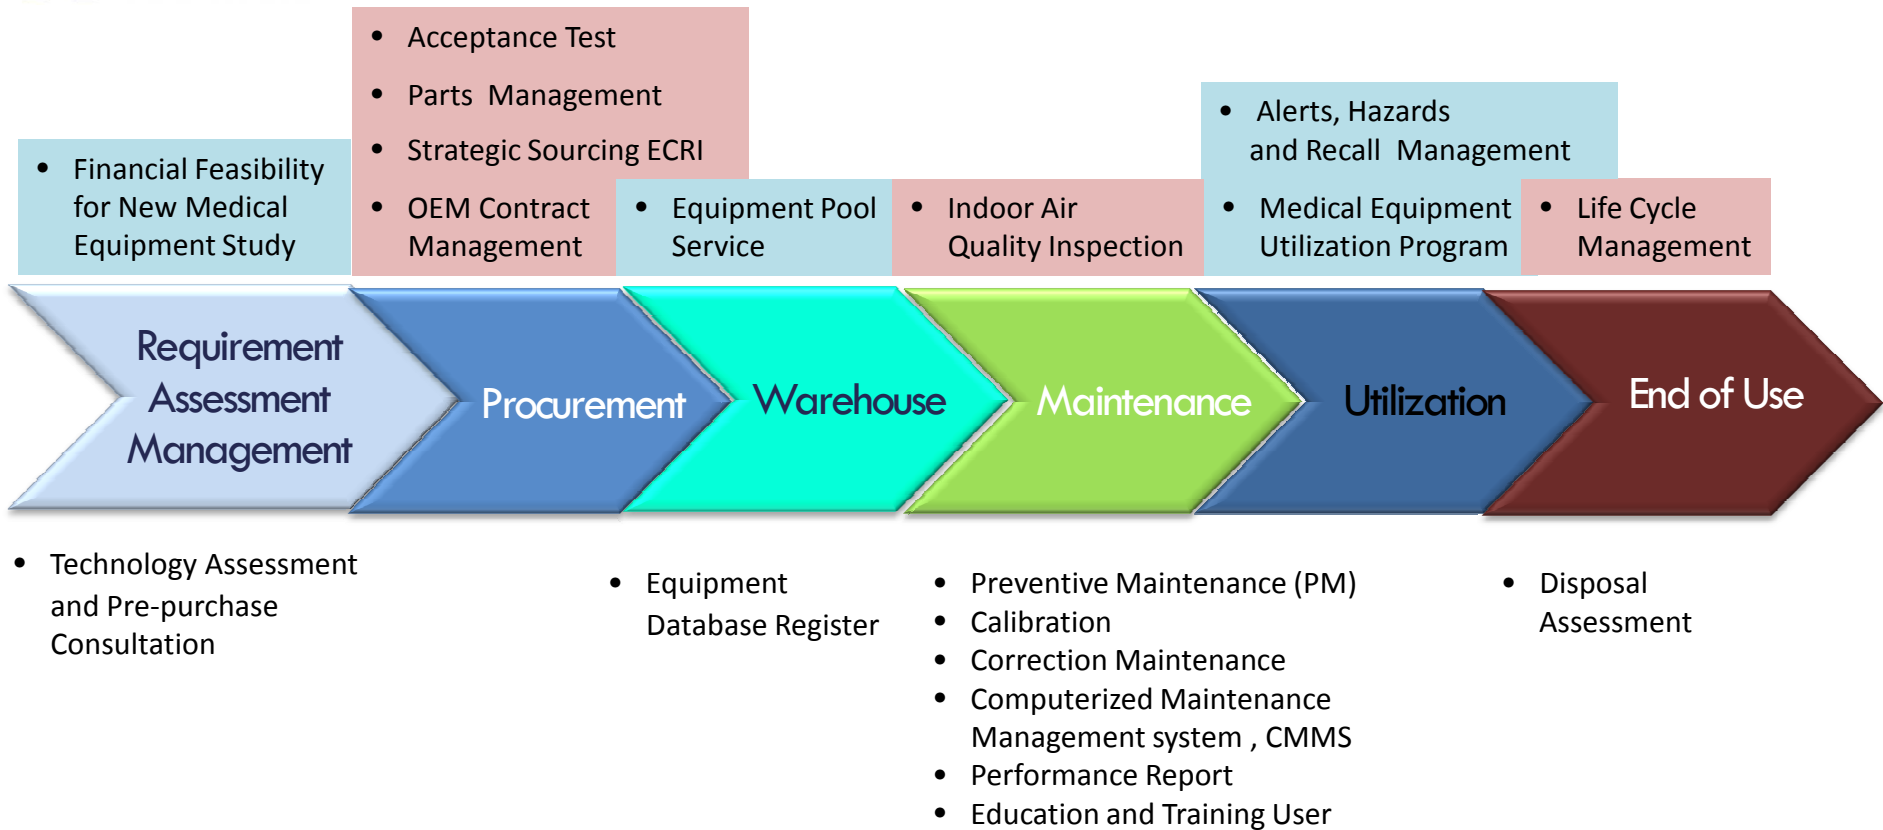 • Acceptance Test
• Parts Management
• Strategic Sourcing ECRI
• OEM Contract
Management
• Financial Feasibility
for New Medical
Equipment Study
• Equipment Pool
Service
• Indoor Air
Quality Inspection
• Alerts, Hazards
and Recall Management
• Medical Equipment
Utilization Program
• Life Cycle
Management
Requirement
Assessment
Management
Procurement
Warehouse
Maintenance
Utilization
End of Use
• Technology Assessment
and Pre-purchase
Consultation
• Equipment
Database Register
• Preventive Maintenance (PM)
• Calibration
• Correction Maintenance
• Computerized Maintenance
Management system , CMMS
• Performance Report
• Education and Training User
• Disposal
Assessment